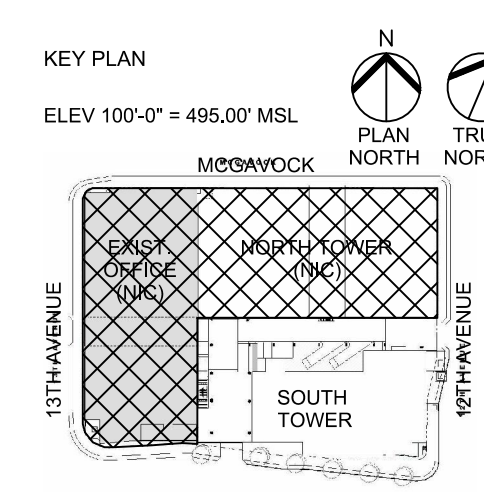 KEY PLAN
N
ELEV 100'-0" = 495.00' MSL
PLAN
NORTH
MCGAVOCK
MCGAVOCK
EXIST.
OFFICE
(NIC)
NORTH TOWER
(NIC)
13TH AVENUE
12TH AVENUE
SOUTH
TOWER